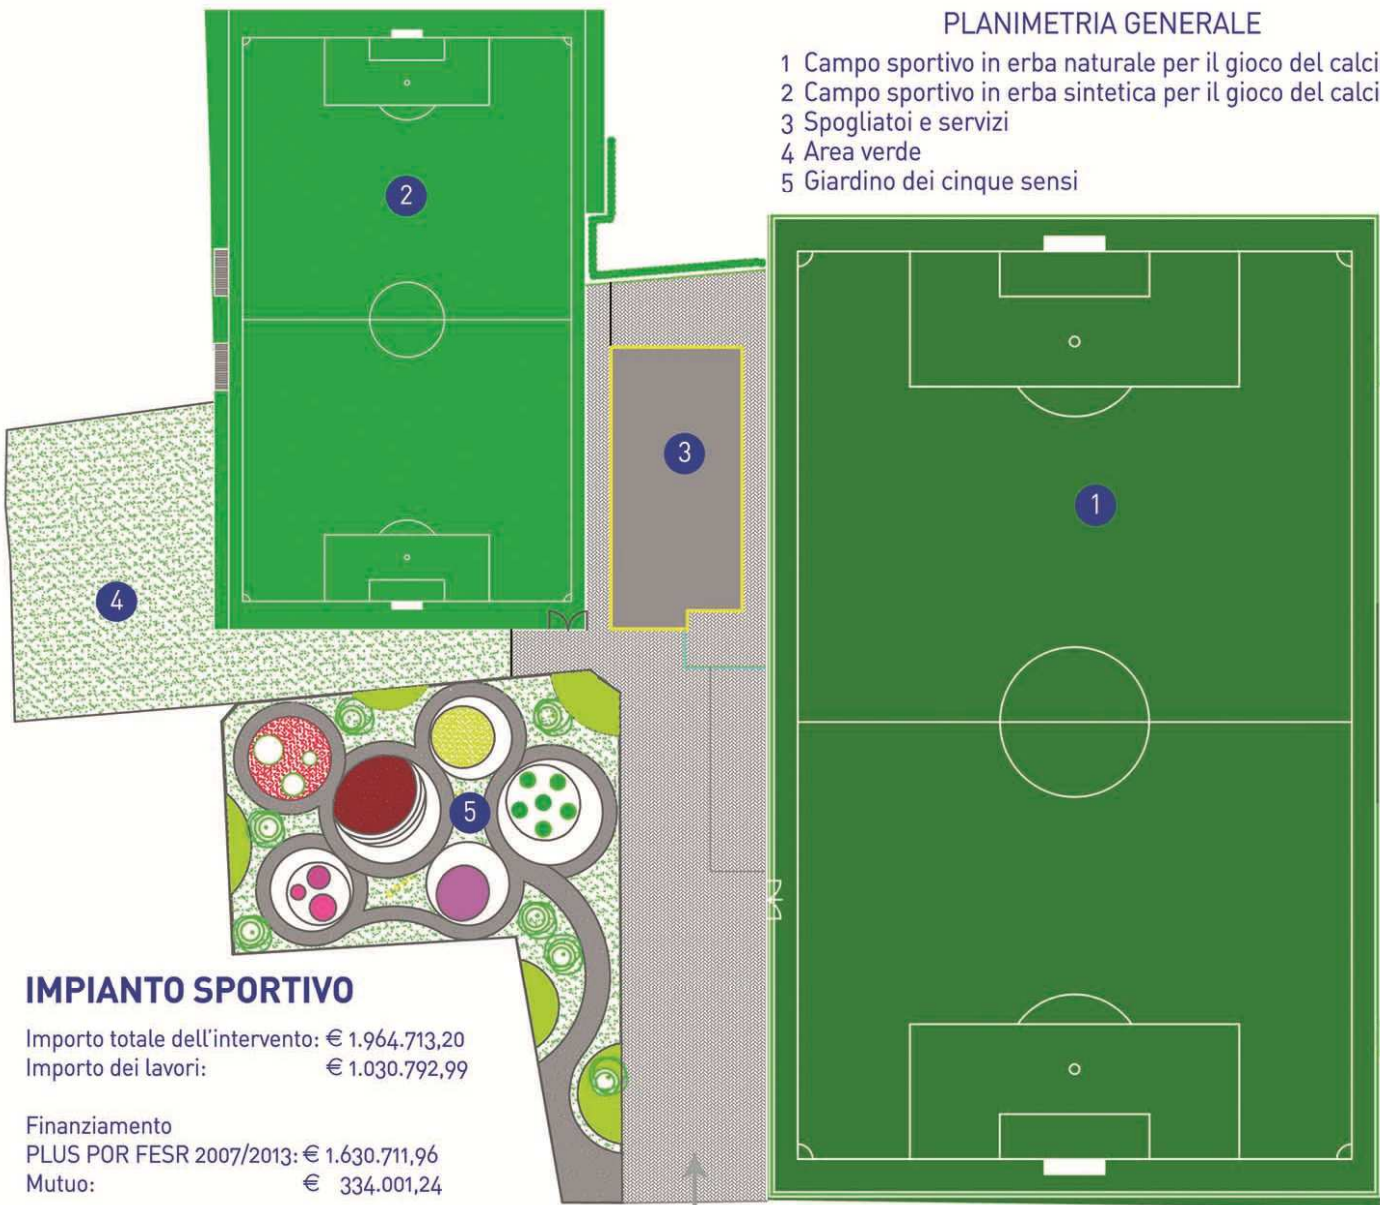 PLANIMETRIA GENERALE
1 Campo sportivo in erba naturale per il gioco del calci
2 Campo sportivo in erba sintetica per il gioco del calci
3 Spogliatoi e servizi
4 Area verde
5 Giardino dei cinque sensi
2
3
1
4
5
IMPIANTO SPORTIVO
Importo totale dell'intervento: € 1.964.713,20
Importo dei lavori: € 1.030.792,99
Finanziamento
PLUS POR FESR 2007/2013: € 1.630.711,96
Mutuo: € 334.001,24